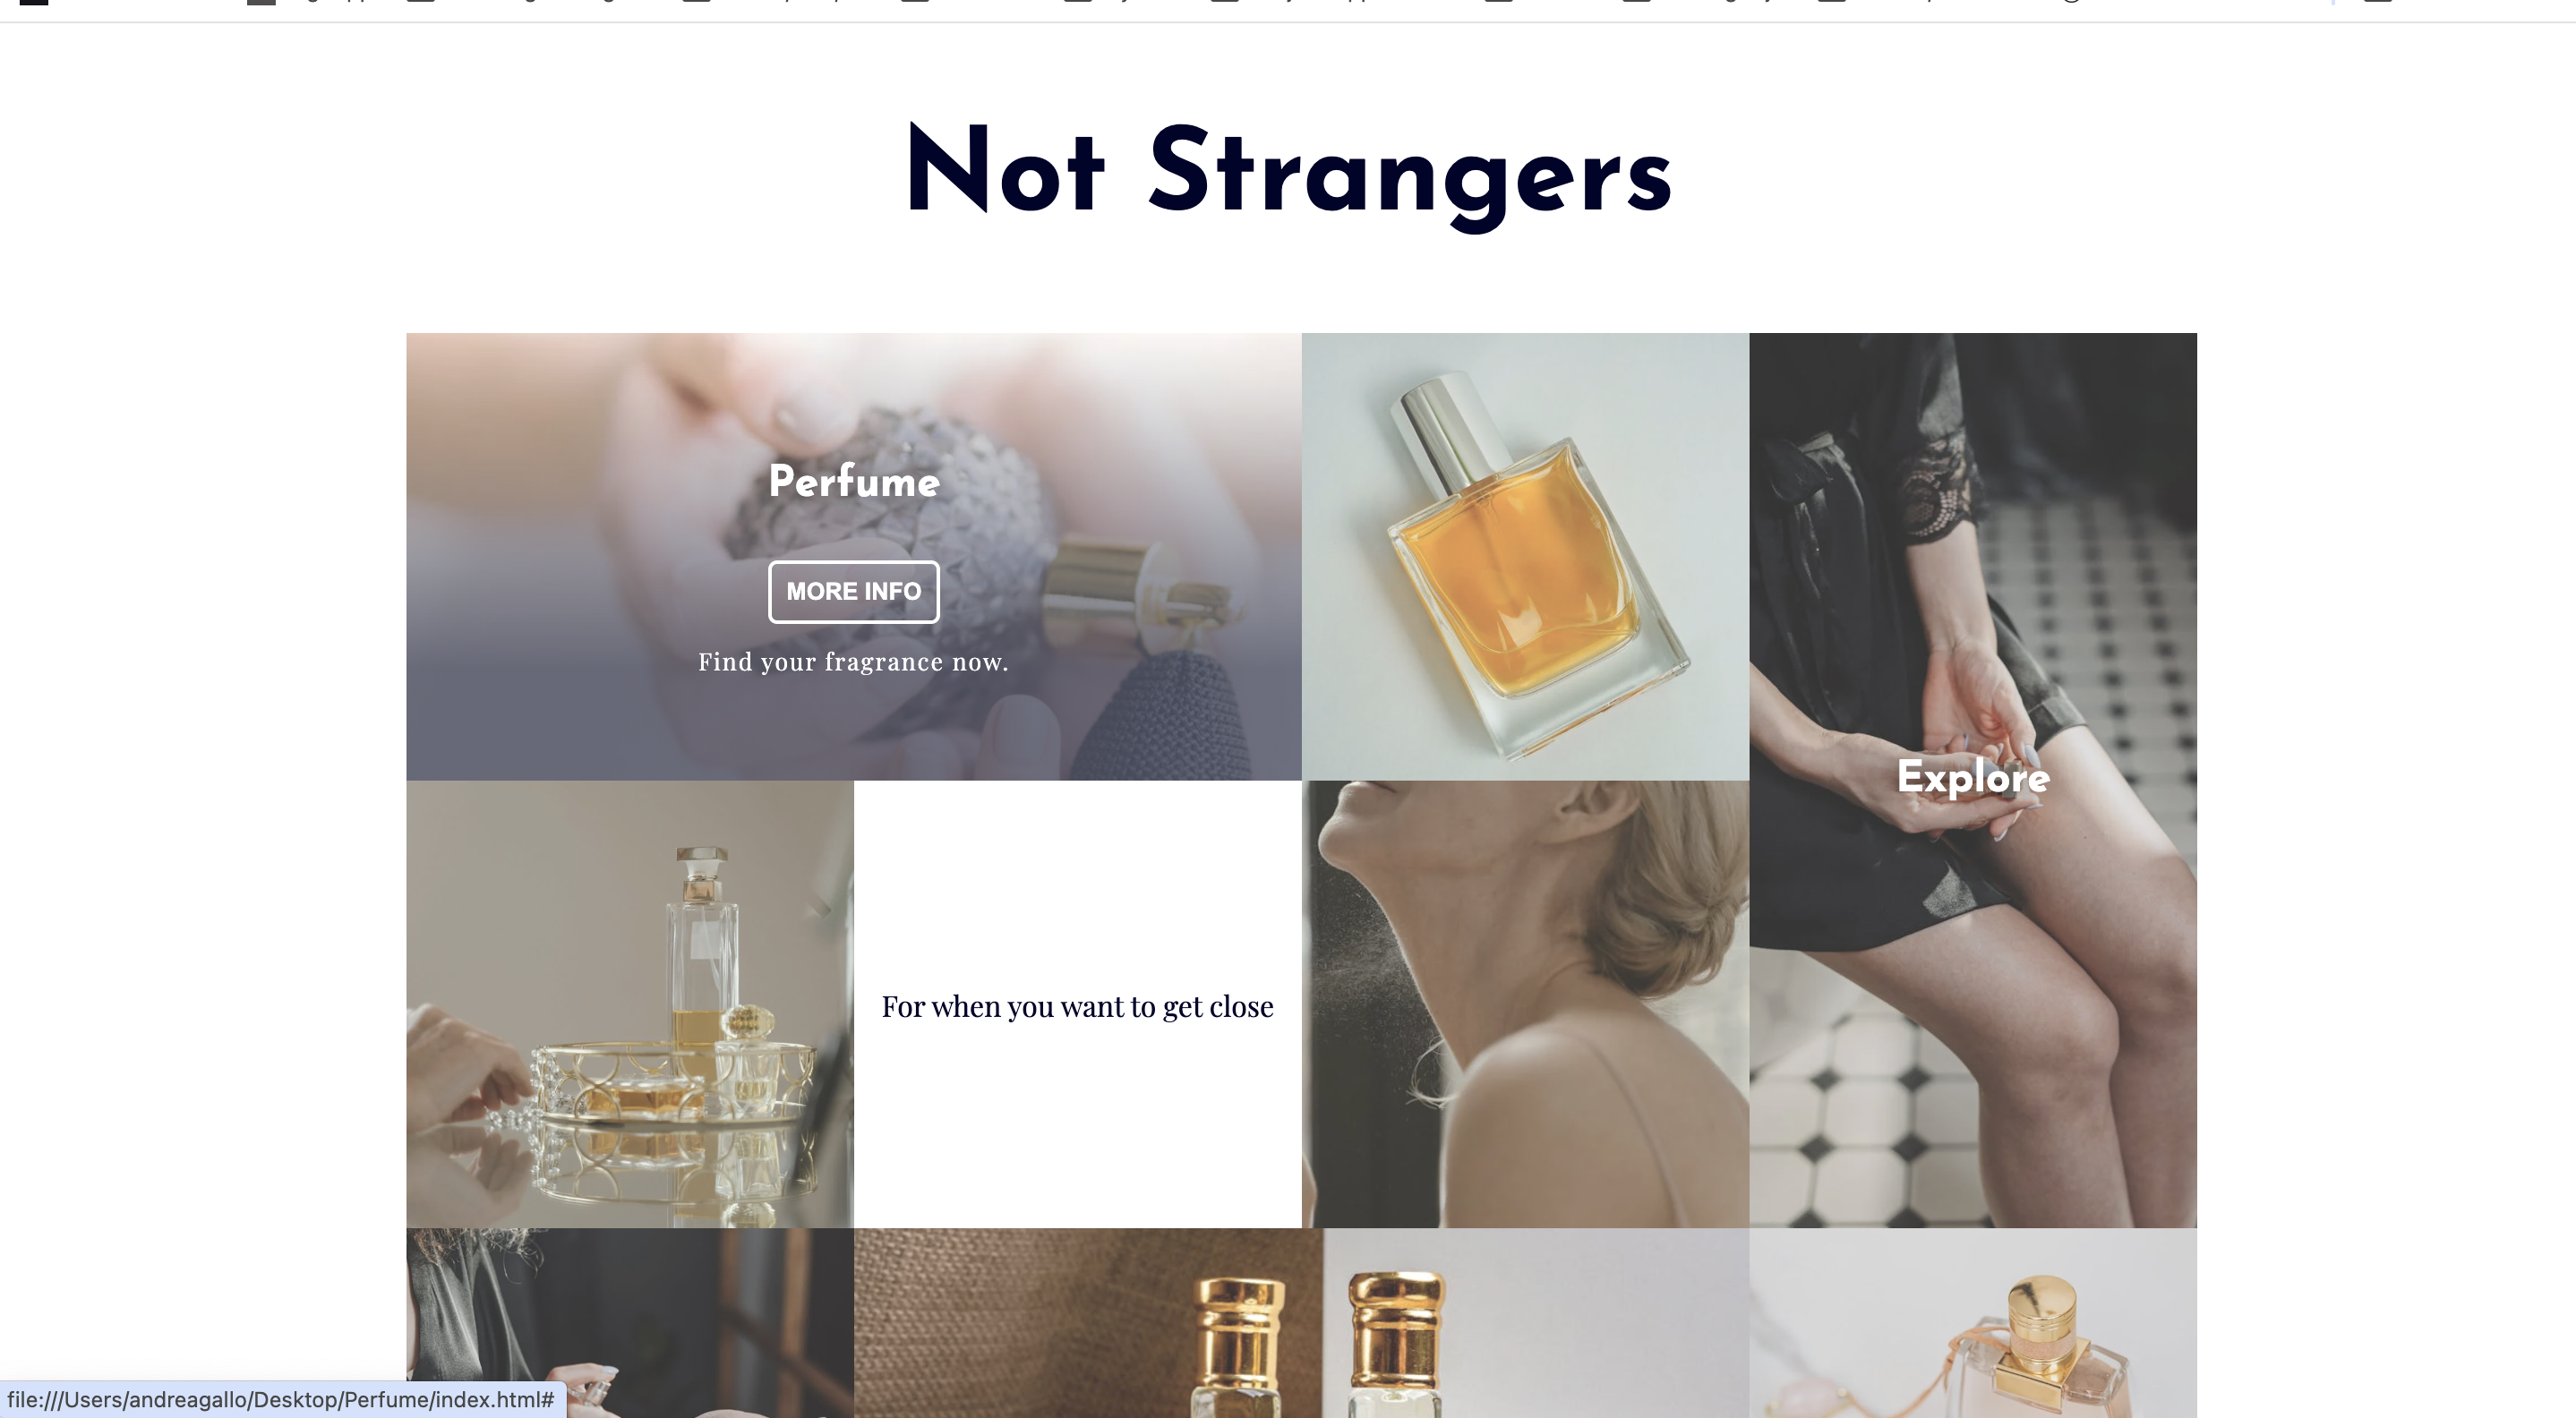 Not Strangers
Perfume
MORE INFO
Find your fragrance now.
Explore
For when you want to get close
file:///Users/andreagallo/Desktop/Perfume/index.html#